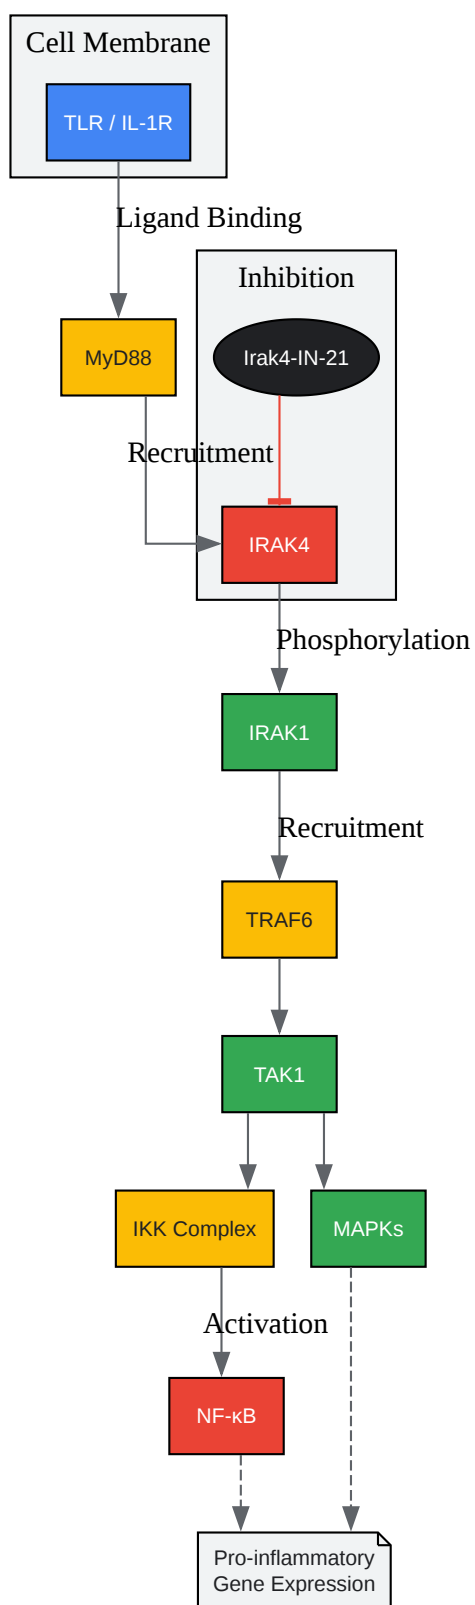 Cell Membrane
TLR / IL-1R
Ligand Binding
Inhibition
MyD88
Irak4-IN-21
Recruitment
IRAK4
Phosphorylation
IRAK1
Recruitment
TRAF6
TAK1
IKK Complex
MAPKs
Activation
NF-κB
Pro-inflammatory
Gene Expression